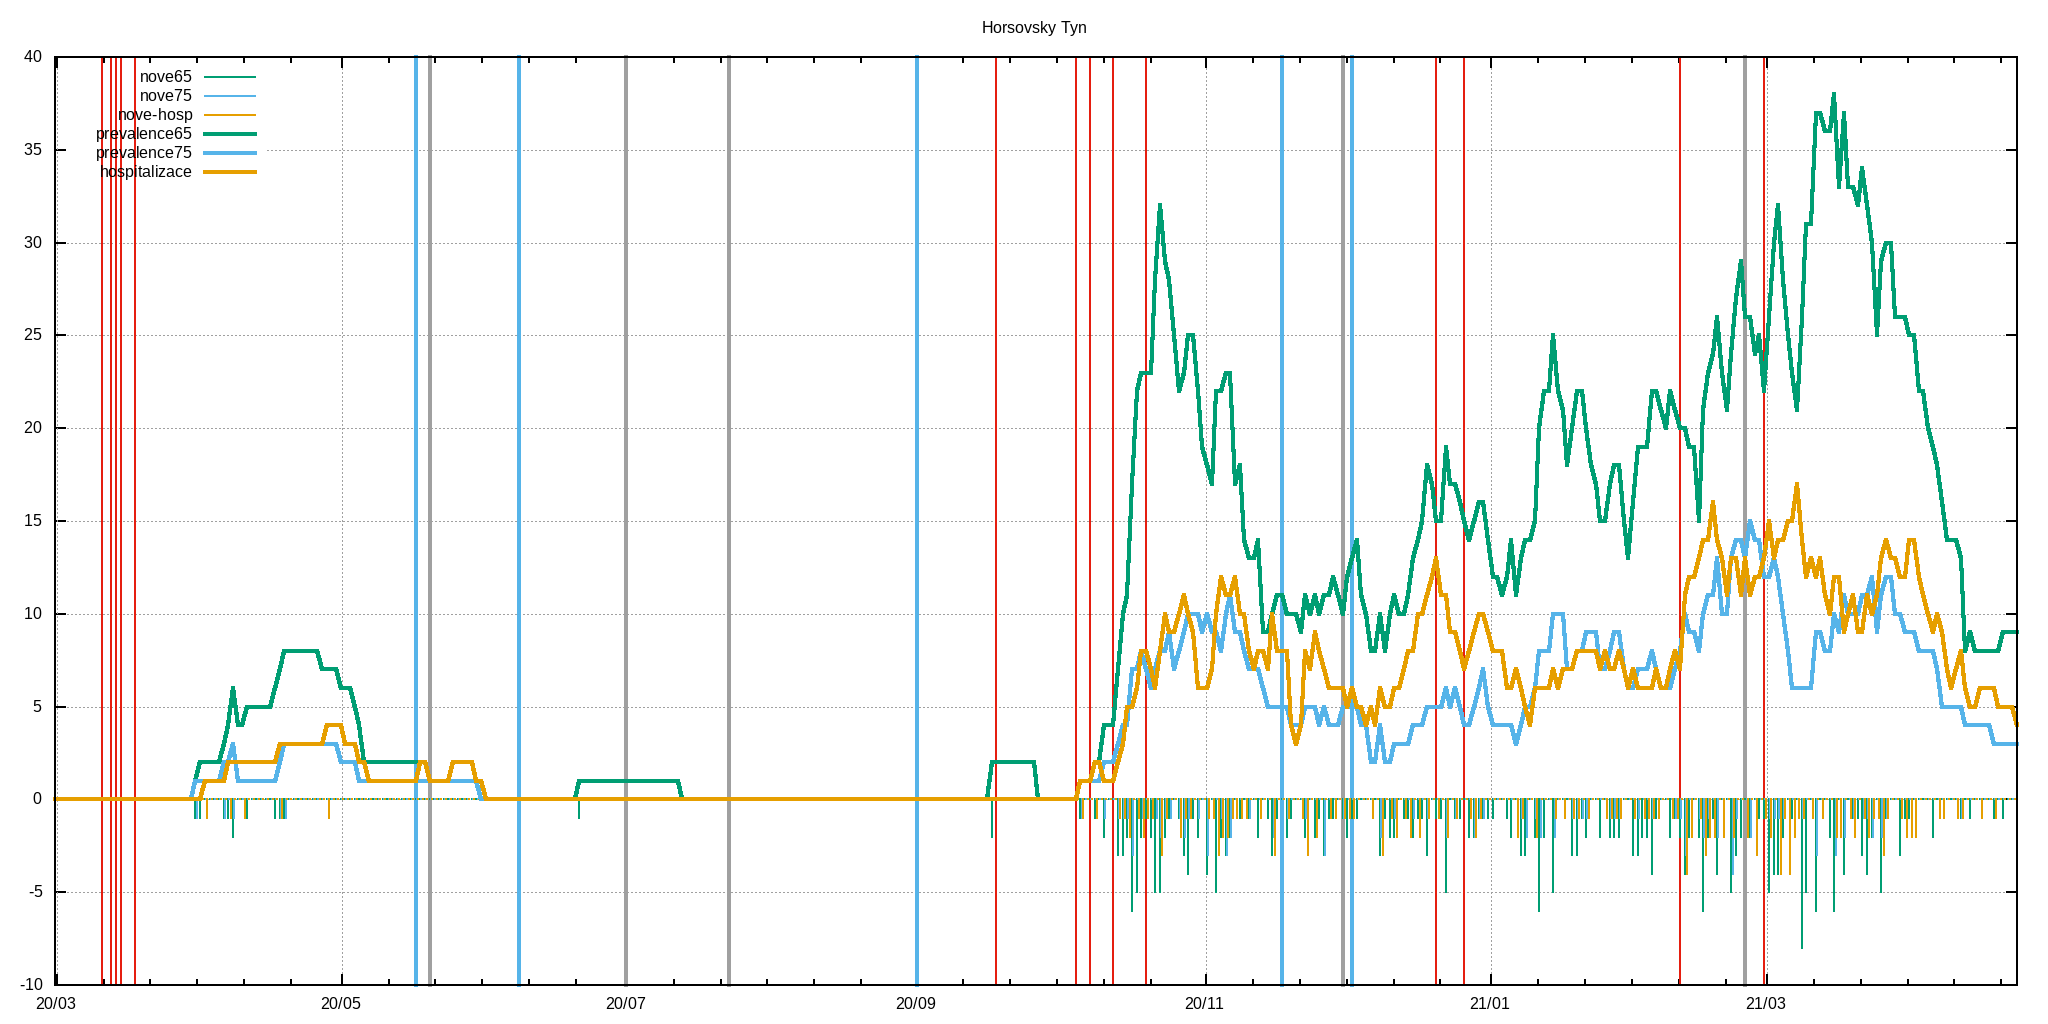 Horsovsky Tyn
40
35
30
25
20
15
10
5
0
-5
-10
nove65
nove75
nove-hosp
prevalence65
prevalence75
hospitalizace
20/03 20/05 20/07 20/09 20/11 21/01 21/03